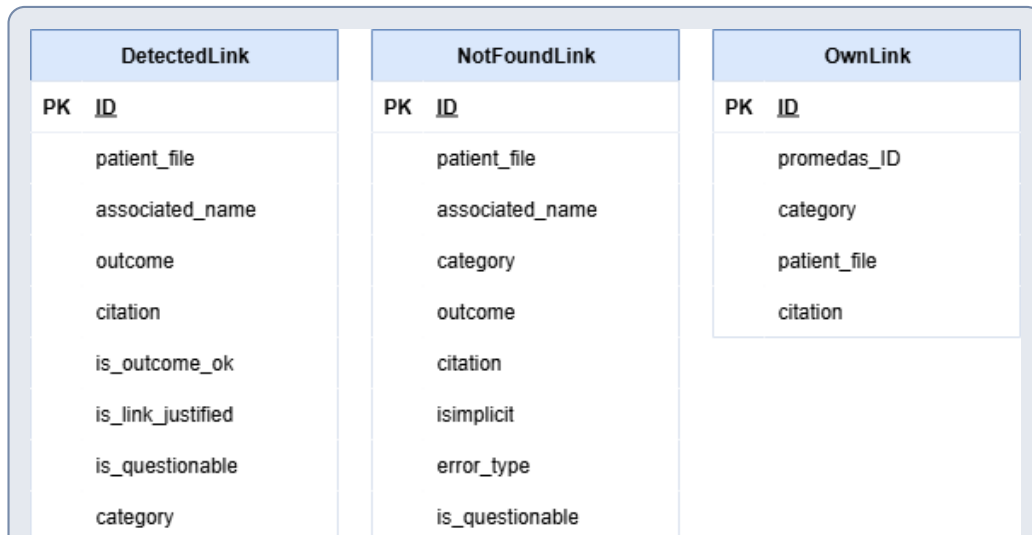 DetectedLink
PK ID
patient_file
associated_name
outcome
citation
is_outcome_ok
is_link_justified
is_questionable
category
NotFoundLink
PK ID
patient_file
associated_name
category
outcome
citation
isimplicit
error_type
is_questionable
OwnLink
PK ID
promedas_ID
category
patient_file
citation